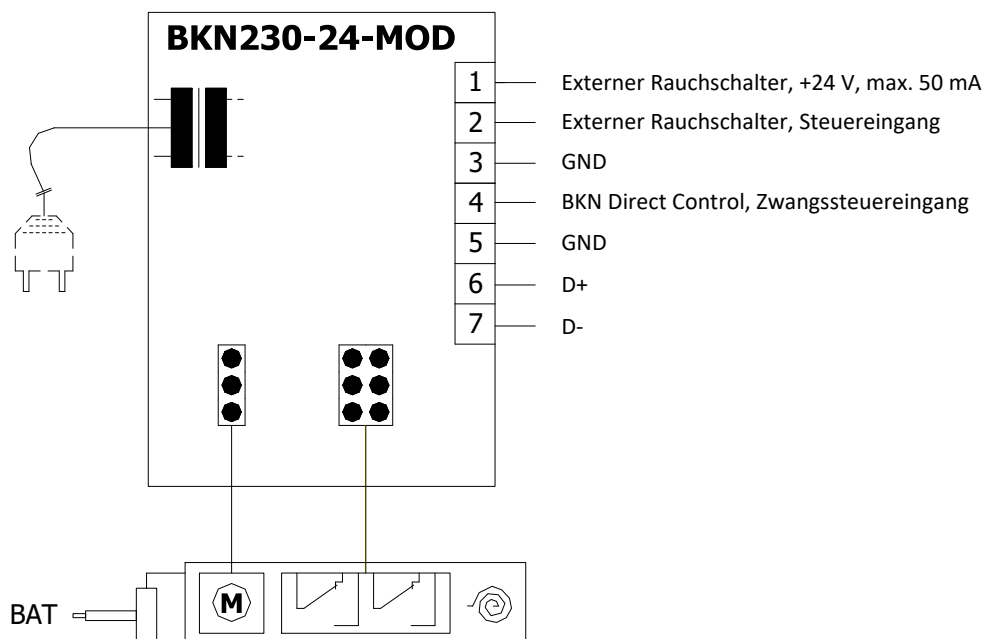 BKN230-24-MOD
1 Externer Rauchschalter, +24 V, max. 50 mA
2 Externer Rauchschalter, Steuereingang
3 GND
4 BKN Direct Control, Zwangssteuereingang
5 GND
6 D+
7 D-
BAT
M